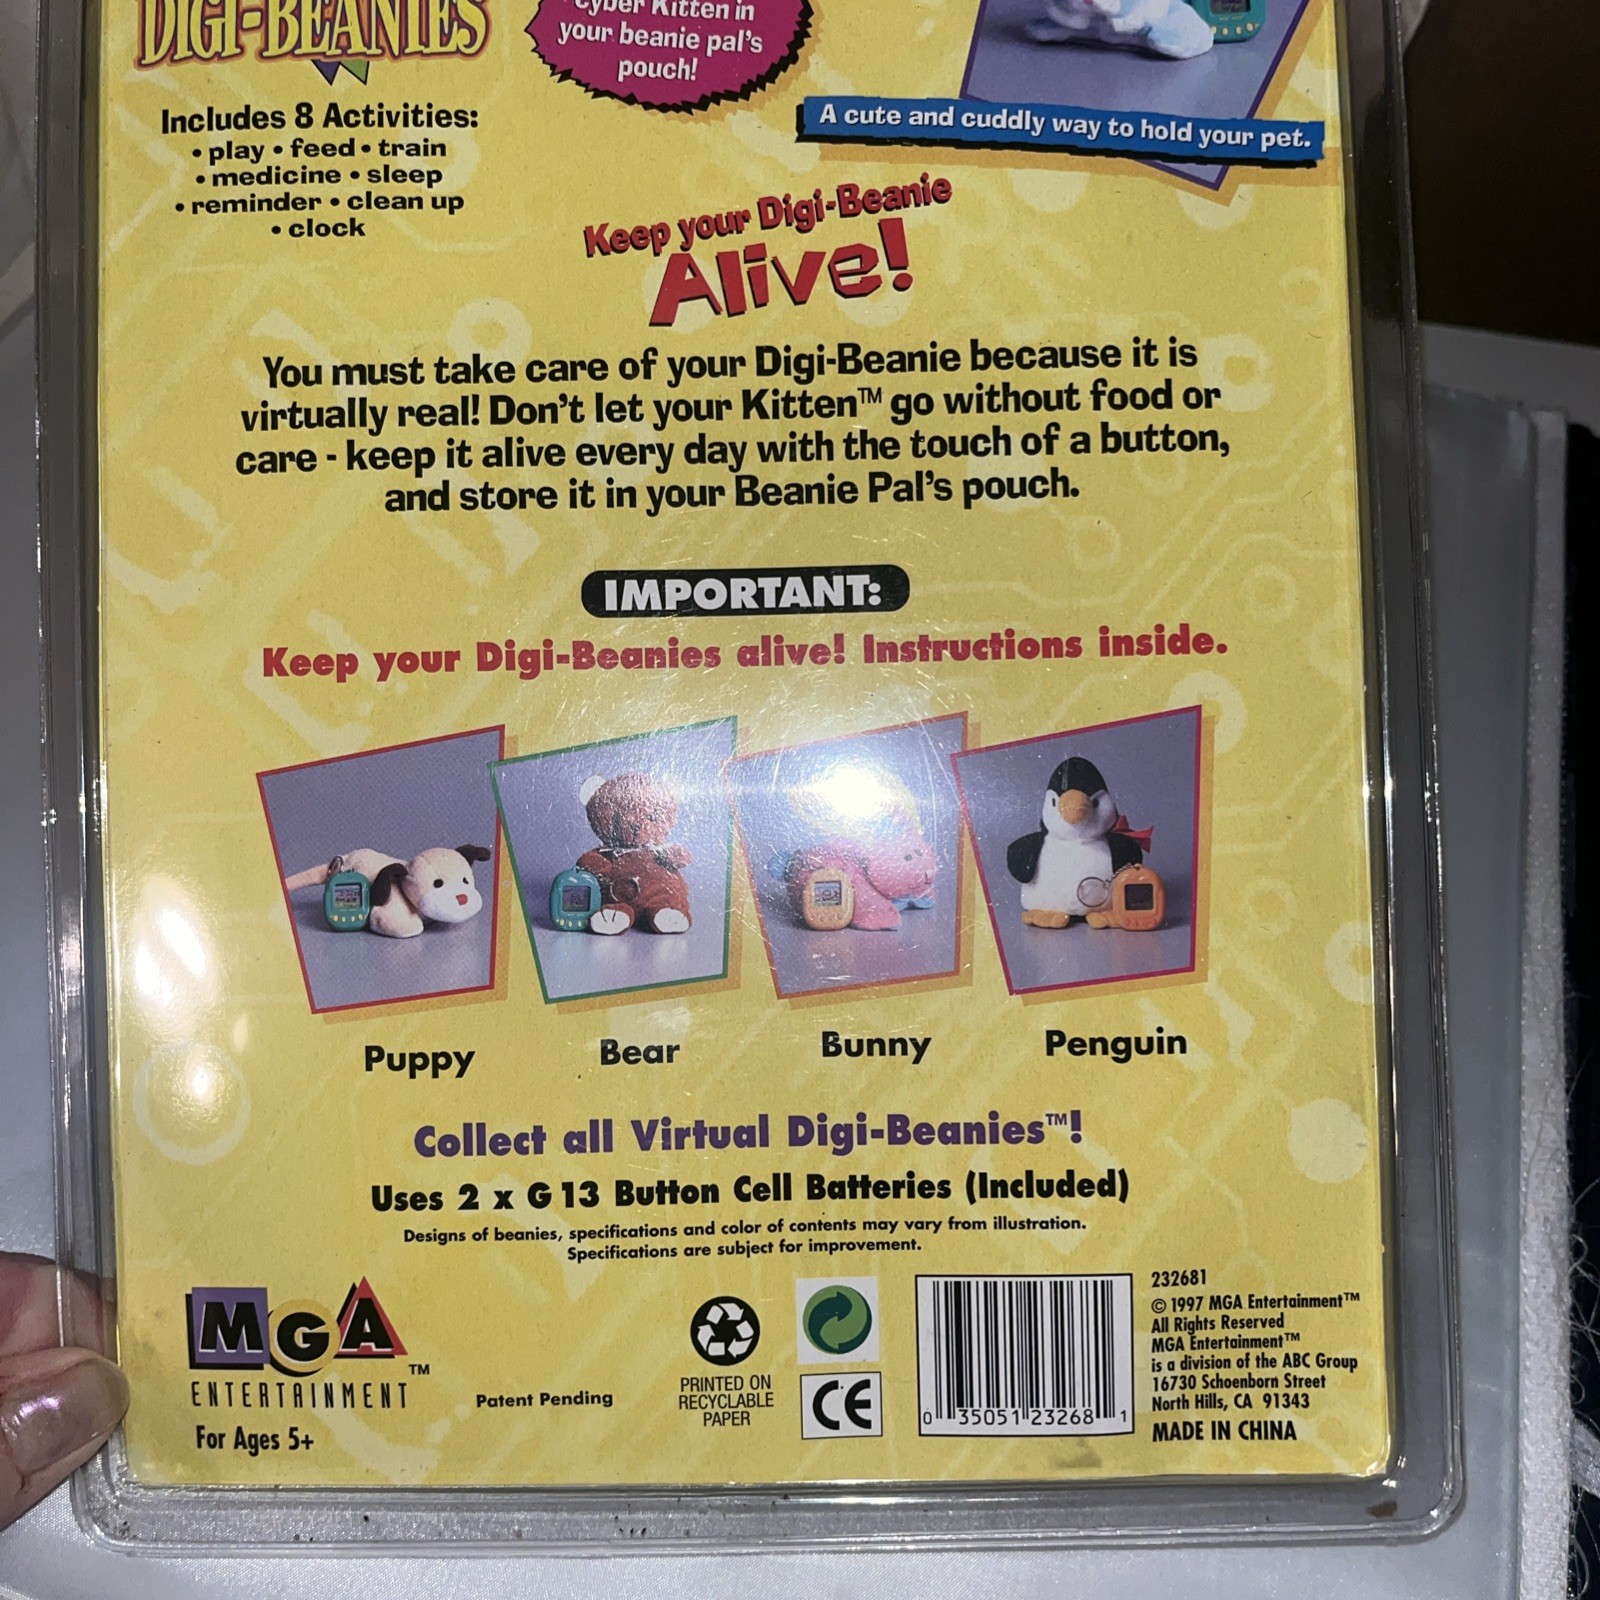 DIGI-BEANIES
Cyber Kitten in
your beanie pal's
pouch!
A cute and cuddly way to hold your pet.
Includes 8 Activities:
• play • feed • train
• medicine • sleep
• reminder • clean up
• clock
Keep your Digi-Beanie
Alive!
You must take care of your Digi-Beanie because it is
virtually real! Don't let your Kitten™ go without food or
care - keep it alive every day with the touch of a button,
and store it in your Beanie Pal's pouch.
IMPORTANT:
Keep your Digi-Beanies alive! Instructions inside.
Puppy
Bear
Bunny
Penguin
Collect all Virtual Digi-Beanies™!
Uses 2 x G13 Button Cell Batteries (Included)
Designs of beanies, specifications and color of contents may vary from illustration.
Specifications are subject for improvement.
MGA
ENTERTAINMENT™
For Ages 5+
Patent Pending
PRINTED ON
RECYCLABLE
PAPER
CE
0 35051 23268 1
232681
© 1997 MGA Entertainment™
All Rights Reserved
MGA Entertainment™
is a division of the ABC Group
16730 Schoenborn Street
North Hills, CA 91343
MADE IN CHINA